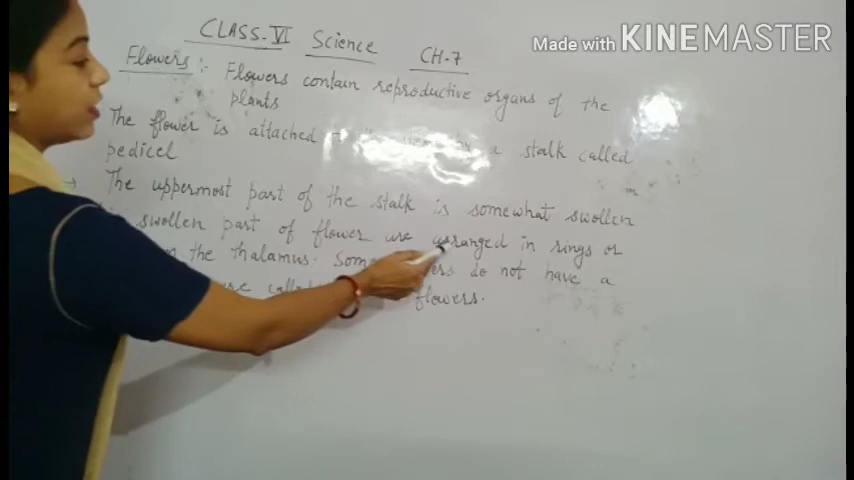 CLASS-VI Science CH-7
Made with KINEMASTER
Flowers :- Flowers contain reproductive organs of the
plants
The flower is attached a stalk called
pedicel
→ The uppermost part of the stalk is somewhat swollen
swollen part of flower are arranged in rings or
the thalamus. Some do not have a
flowers.